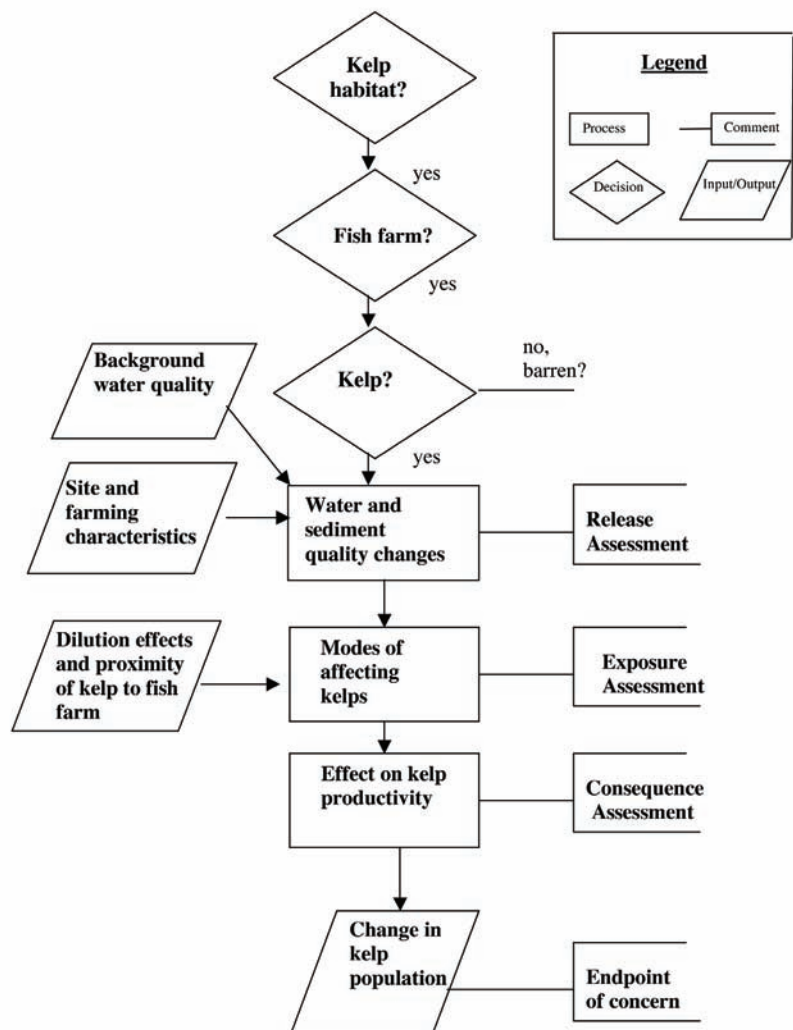 Kelp
habitat?
Legend
Process
Comment
Decision
Input/Output
yes
Fish farm?
yes
Background
water quality
Kelp?
no,
barren?
yes
Site and
farming
characteristics
Water and
sediment
quality changes
Release
Assessment
Dilution effects
and proximity
of kelp to fish
farm
Modes of
affecting
kelps
Exposure
Assessment
Effect on kelp
productivity
Consequence
Assessment
Change in
kelp
population
Endpoint
of concern